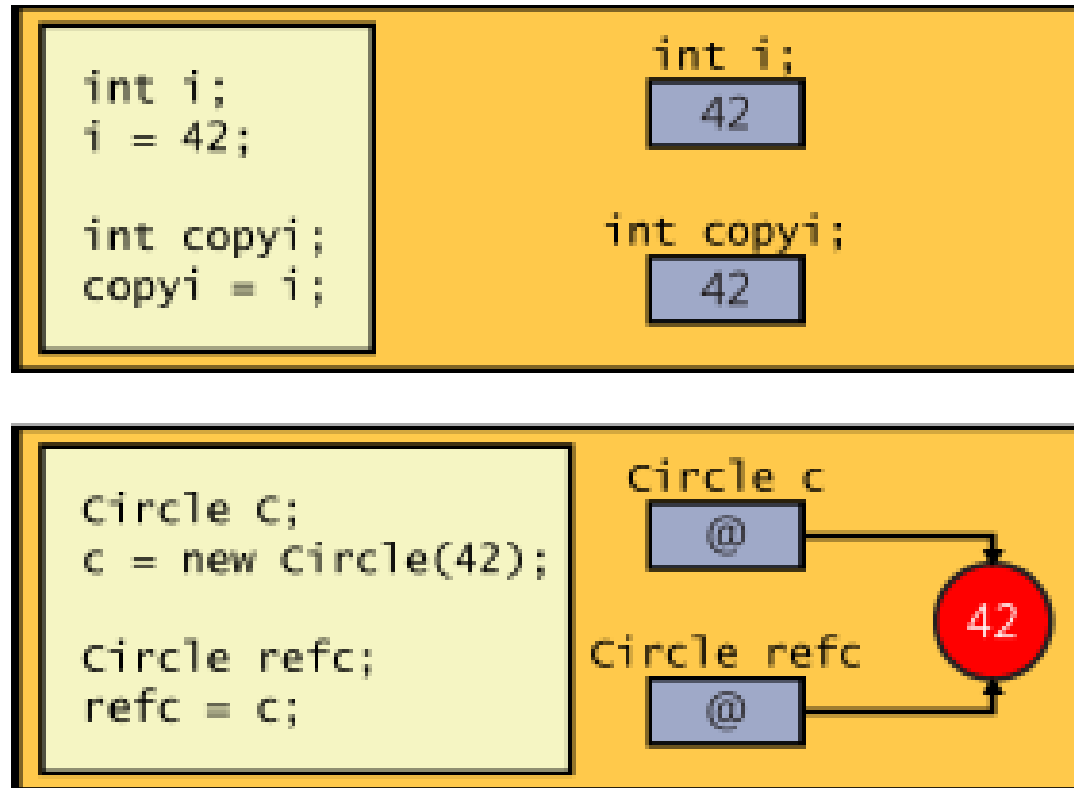 int i;
i = 42;
int copyi;
copyi = i;
int i;
42
int copyi;
42
Circle C;
c = new Circle(42);
Circle refc;
refc = c;
Circle c
@
42
Circle refc
@